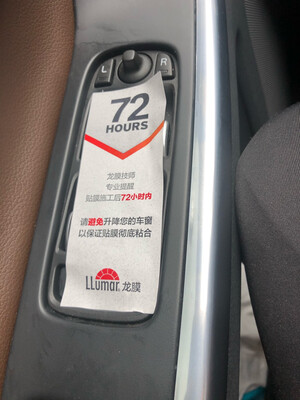 L R
72
HOURS
龙膜技师
专业提醒
贴膜施工后72小时内
请避免升降您的车窗
以保证贴膜彻底粘合
LLumar 龙膜